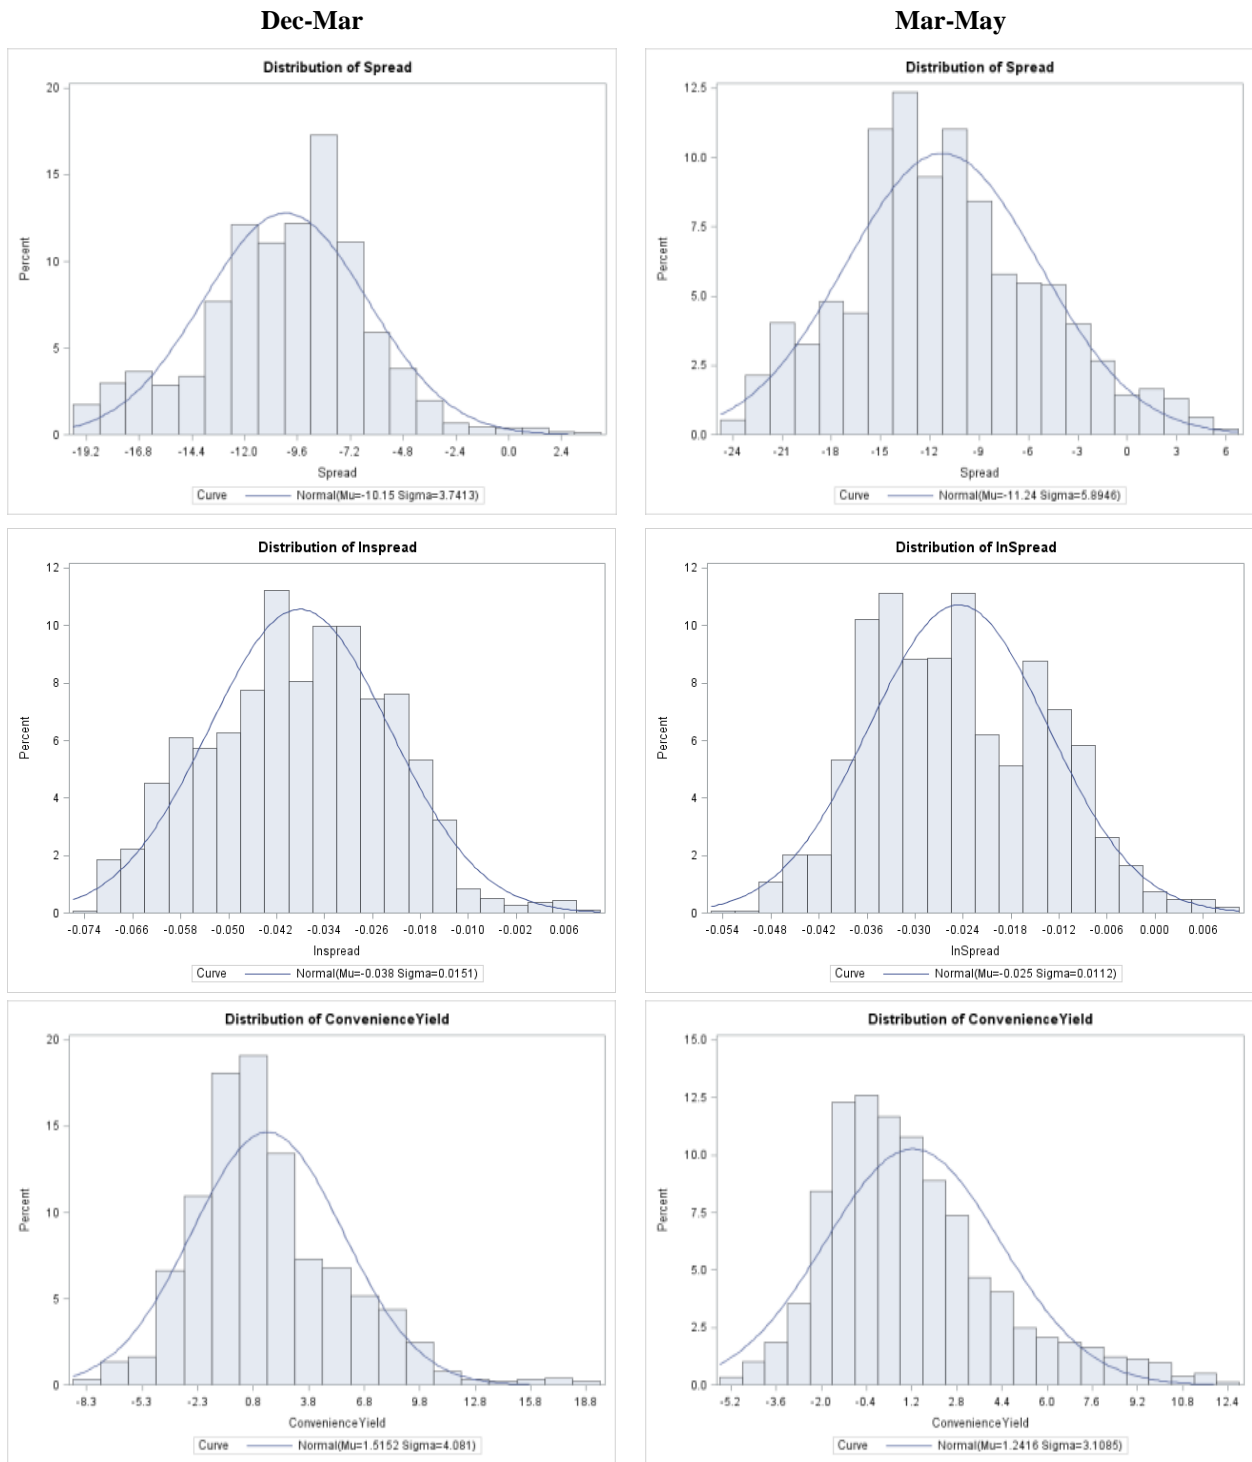 Dec-Mar
Mar-May
Distribution of Spread
20
15
10
5
0
Percent
-19.2 -16.8 -14.4 -12.0 -9.6 -7.2 -4.8 -2.4 0.0 2.4
Spread
Curve Normal(Mu=-10.15 Sigma=3.7413)
Distribution of Spread
12.5
10.0
7.5
5.0
2.5
0.0
Percent
-24 -21 -18 -15 -12 -9 -6 -3 0 3 6
Spread
Curve Normal(Mu=-11.24 Sigma=5.8946)
Distribution of lnspread
12
10
8
6
4
2
0
Percent
-0.074 -0.066 -0.058 -0.050 -0.042 -0.034 -0.026 -0.018 -0.010 -0.002 0.006
lnspread
Curve Normal(Mu=-0.038 Sigma=0.0151)
Distribution of lnSpread
12
10
8
6
4
2
0
Percent
-0.054 -0.048 -0.042 -0.036 -0.030 -0.024 -0.018 -0.012 -0.006 0.000 0.006
lnSpread
Curve Normal(Mu=-0.025 Sigma=0.0112)
Distribution of ConvenienceYield
20
15
10
5
0
Percent
-8.3 -5.3 -2.3 0.8 3.8 6.8 9.8 12.8 15.8 18.8
ConvenienceYield
Curve Normal(Mu=1.5152 Sigma=4.081)
Distribution of ConvenienceYield
15.0
12.5
10.0
7.5
5.0
2.5
0.0
Percent
-5.2 -3.6 -2.0 -0.4 1.2 2.8 4.4 6.0 7.6 9.2 10.8 12.4
ConvenienceYield
Curve Normal(Mu=1.2416 Sigma=3.1085)